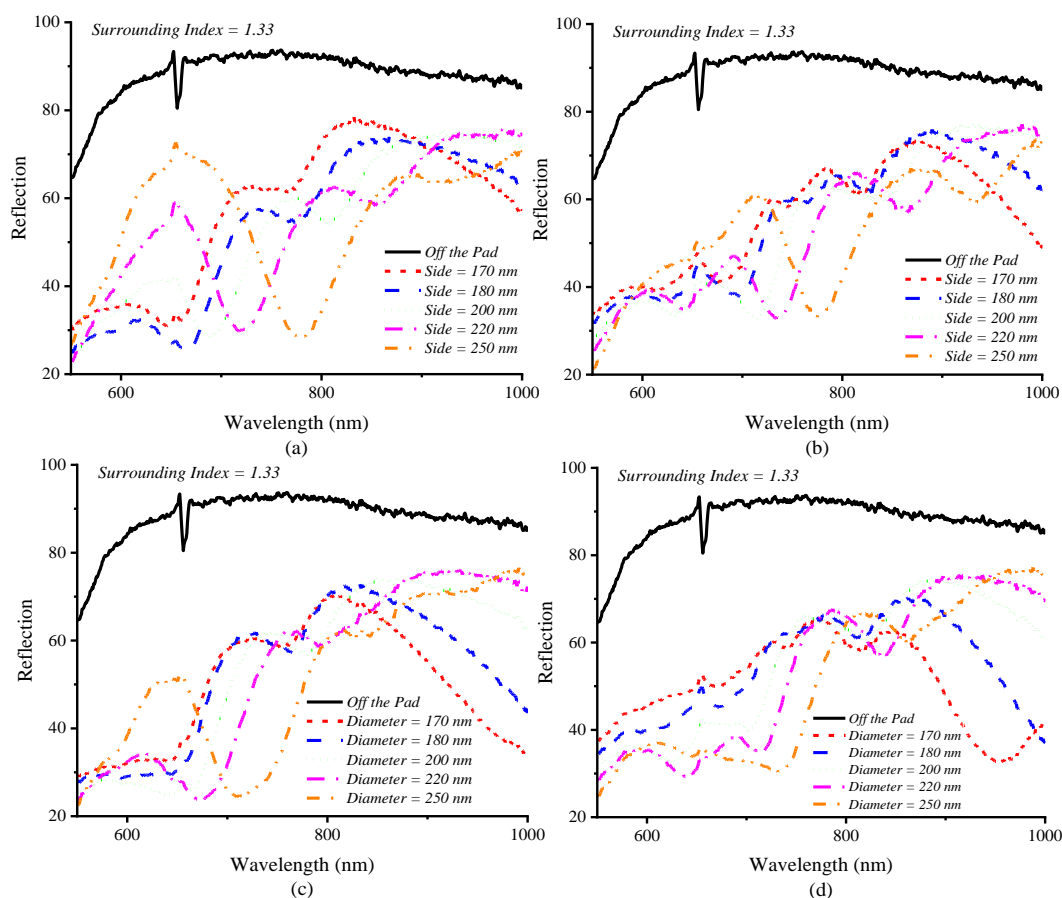 Surrounding Index = 1.33
100
80
60
40
20
Reflection
Off the Pad
Side = 170 nm
Side = 180 nm
Side = 200 nm
Side = 220 nm
Side = 250 nm
600
800
1000
Wavelength (nm)
(a)
Surrounding Index = 1.33
100
80
60
40
20
Reflection
Off the Pad
Side = 170 nm
Side = 180 nm
Side = 200 nm
Side = 220 nm
Side = 250 nm
600
800
1000
Wavelength (nm)
(b)
Surrounding Index = 1.33
100
80
60
40
20
Reflection
Off the Pad
Diameter = 170 nm
Diameter = 180 nm
Diameter = 200 nm
Diameter = 220 nm
Diameter = 250 nm
600
800
1000
Wavelength (nm)
(c)
Surrounding Index = 1.33
100
80
60
40
20
Reflection
Off the Pad
Diameter = 170 nm
Diameter = 180 nm
Diameter = 200 nm
Diameter = 220 nm
Diameter = 250 nm
600
800
1000
Wavelength (nm)
(d)